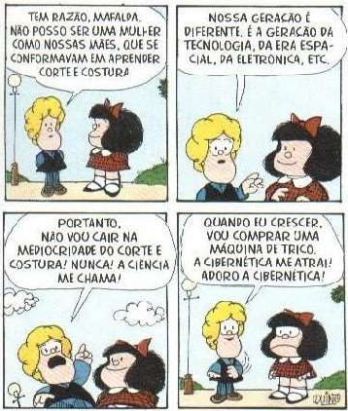 TEM RAZÃO, MAFALDA.
NÃO POSSO SER UMA MULHER
COMO NOSSAS MÃES, QUE SE
CONFORMAVAM EM APRENDER
CORTE E COSTURA
NOSSA GERAÇÃO É
DIFERENTE. É A GERAÇÃO DA
TECNOLOGIA, DA ERA ESPA-
CIAL, DA ELETRÔNICA, ETC.
PORTANTO,
NÃO VOU CAIR NA
MEDIOCRIDADE DO CORTE E
COSTURA! NUNCA! A CIÊNCIA
ME CHAMA!
QUANDO EU CRESCER,
VOU COMPRAR UMA
MÁQUINA DE TRICÔ.
A CIBERNÉTICA ME ATRAI!
ADORO A CIBERNÉTICA!
QUINO